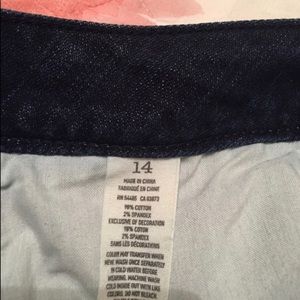 14
MADE IN CHINA
FABRIQUÉ EN CHINE
RN 54485 CA 03873
98% COTTON
2% SPANDEX
EXCLUSIVE OF DECORATION
98% COTON
2% SPANDEX
SANS LES DÉCORATIONS
COLOR MAY TRANSFER WHEN
NEW. WASH ONCE SEPARATELY
IN COLD WATER BEFORE
WEARING. MACHINE WASH
COLD INSIDE OUT WITH LIKE
COLORS. DO NOT BLEACH.